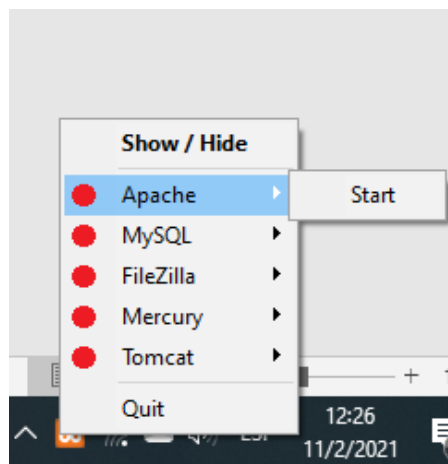 Show / Hide
Apache
Start
MySQL
FileZilla
Mercury
Tomcat
Quit
12:26
11/2/2021